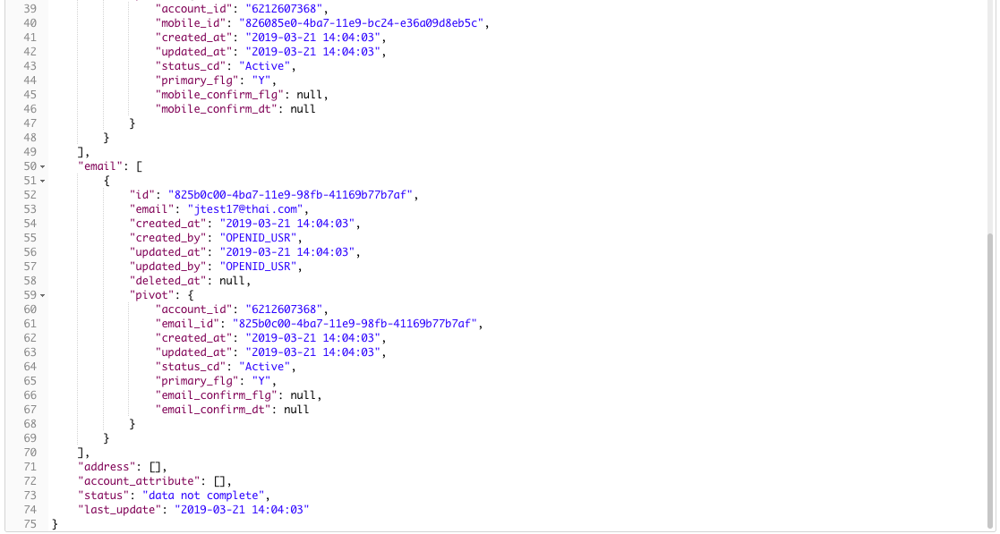 39 "account_id": "6212607368",
40 "mobile_id": "826085e0-4ba7-11e9-bc24-e36a09d8eb5c",
41 "created_at": "2019-03-21 14:04:03",
42 "updated_at": "2019-03-21 14:04:03",
43 "status_cd": "Active",
44 "primary_flg": "Y",
45 "mobile_confirm_flg": null,
46 "mobile_confirm_dt": null
47 }
48 }
49 ],
50 "email": [
51 {
52 "id": "825b0c00-4ba7-11e9-98fb-41169b77b7af",
53 "email": "jtest17@thai.com",
54 "created_at": "2019-03-21 14:04:03",
55 "created_by": "OPENID_USR",
56 "updated_at": "2019-03-21 14:04:03",
57 "updated_by": "OPENID_USR",
58 "deleted_at": null,
59 "pivot": {
60 "account_id": "6212607368",
61 "email_id": "825b0c00-4ba7-11e9-98fb-41169b77b7af",
62 "created_at": "2019-03-21 14:04:03",
63 "updated_at": "2019-03-21 14:04:03",
64 "status_cd": "Active",
65 "primary_flg": "Y",
66 "email_confirm_flg": null,
67 "email_confirm_dt": null
68 }
69 }
70 ],
71 "address": [],
72 "account_attribute": [],
73 "status": "data not complete",
74 "last_update": "2019-03-21 14:04:03"
75 }